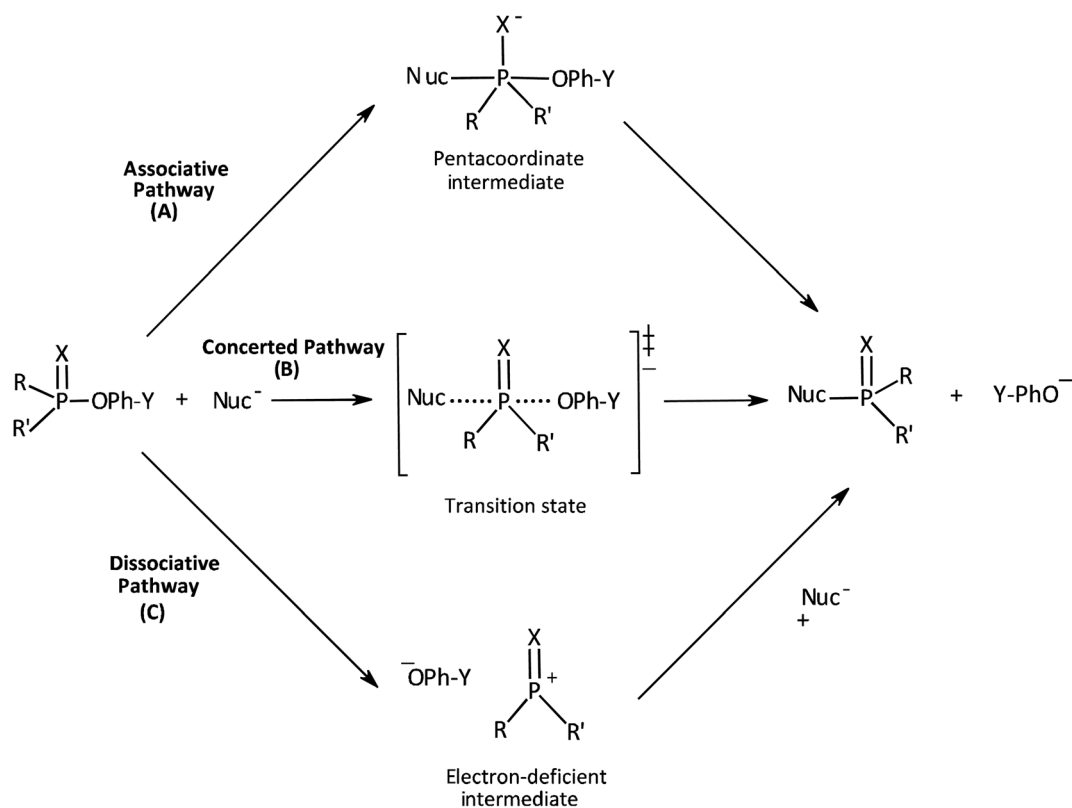 X⁻
Nuc P OPh-Y
R R'
Pentacoordinate
intermediate
Associative
Pathway
(A)
Concerted Pathway
(B)
X
R P OPh-Y + Nuc⁻
R'
X ‡
Nuc P OPh-Y −
R R'
Transition state
X
Nuc P R + Y-PhO⁻
R'
Dissociative
Pathway
(C)
Nuc⁻
+
⁻OPh-Y
X
P +
R R'
Electron-deficient
intermediate